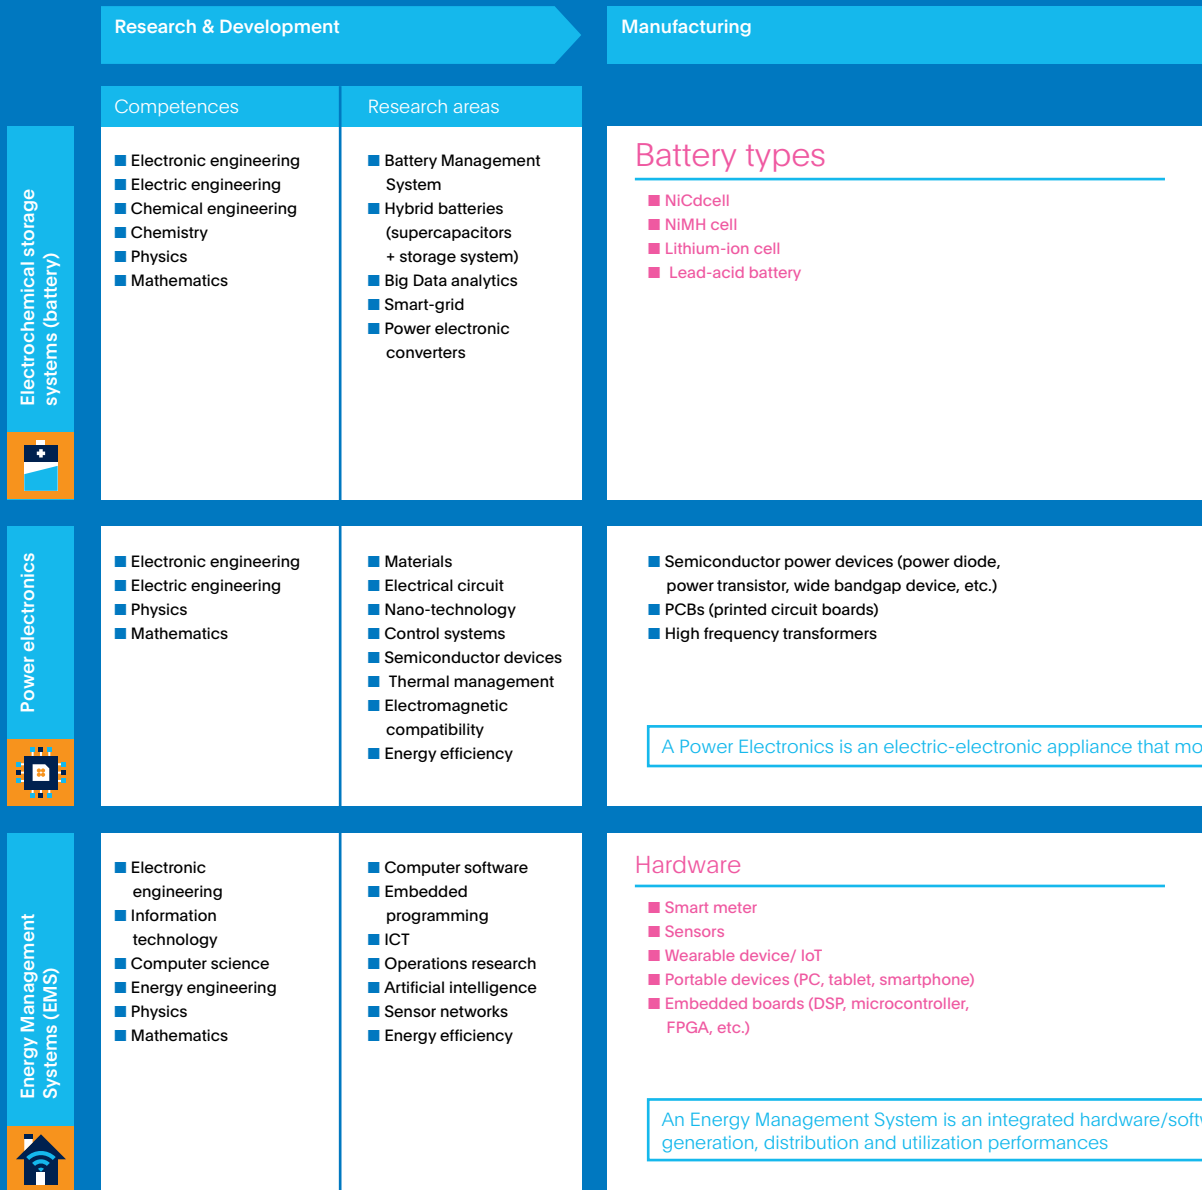 Research & Development
Manufacturing
Competences
Research areas
Electrochemical storage
systems (battery)
Electronic engineering
Electric engineering
Chemical engineering
Chemistry
Physics
Mathematics
Battery Management
System
Hybrid batteries
(supercapacitors
+ storage system)
Big Data analytics
Smart-grid
Power electronic
converters
Battery types
NiCdcell
NiMH cell
Lithium-ion cell
Lead-acid battery
Power electronics
Electronic engineering
Electric engineering
Physics
Mathematics
Materials
Electrical circuit
Nano-technology
Control systems
Semiconductor devices
Thermal management
Electromagnetic
compatibility
Energy efficiency
Semiconductor power devices (power diode,
power transistor, wide bandgap device, etc.)
PCBs (printed circuit boards)
High frequency transformers
A Power Electronics is an electric-electronic appliance that mo
Energy Management
Systems (EMS)
Electronic
engineering
Information
technology
Computer science
Energy engineering
Physics
Mathematics
Computer software
Embedded
programming
ICT
Operations research
Artificial intelligence
Sensor networks
Energy efficiency
Hardware
Smart meter
Sensors
Wearable device/ IoT
Portable devices (PC, tablet, smartphone)
Embedded boards (DSP, microcontroller,
FPGA, etc.)
An Energy Management System is an integrated hardware/soft
generation, distribution and utilization performances